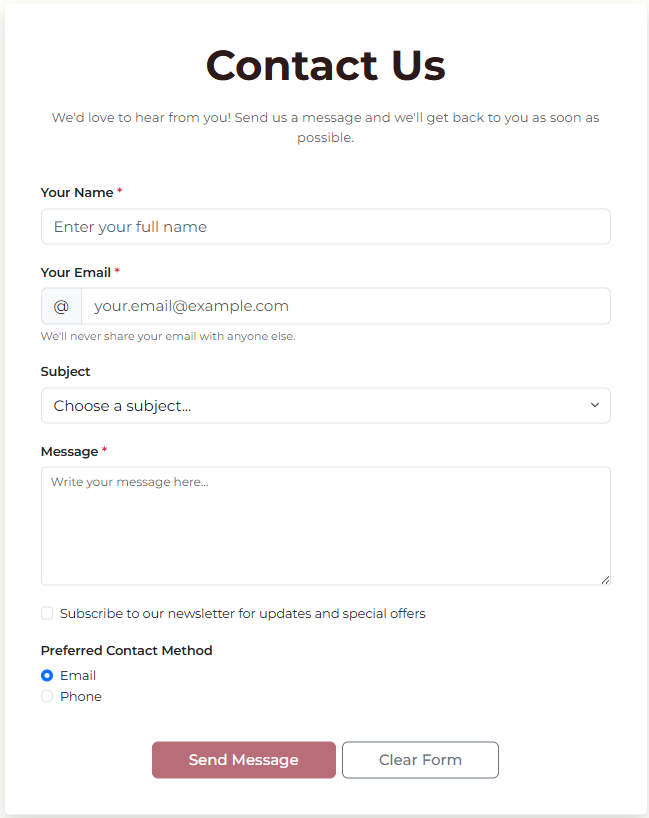 Contact Us
We'd love to hear from you! Send us a message and we'll get back to you as soon as
possible.
Your Name *
Enter your full name
Your Email *
@ your.email@example.com
We'll never share your email with anyone else.
Subject
Choose a subject...
Message *
Write your message here...
Subscribe to our newsletter for updates and special offers
Preferred Contact Method
Email
Phone
Send Message Clear Form